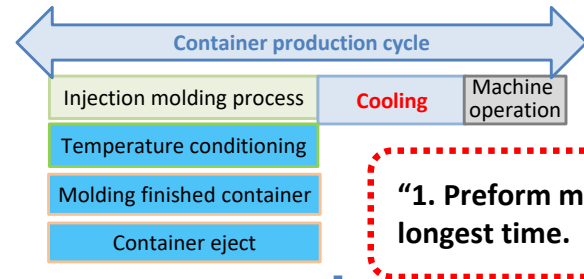 Container production cycle
Injection molding process
Cooling
Machine
operation
Temperature conditioning
Molding finished container
Container eject
“1. Preform m
longest time.